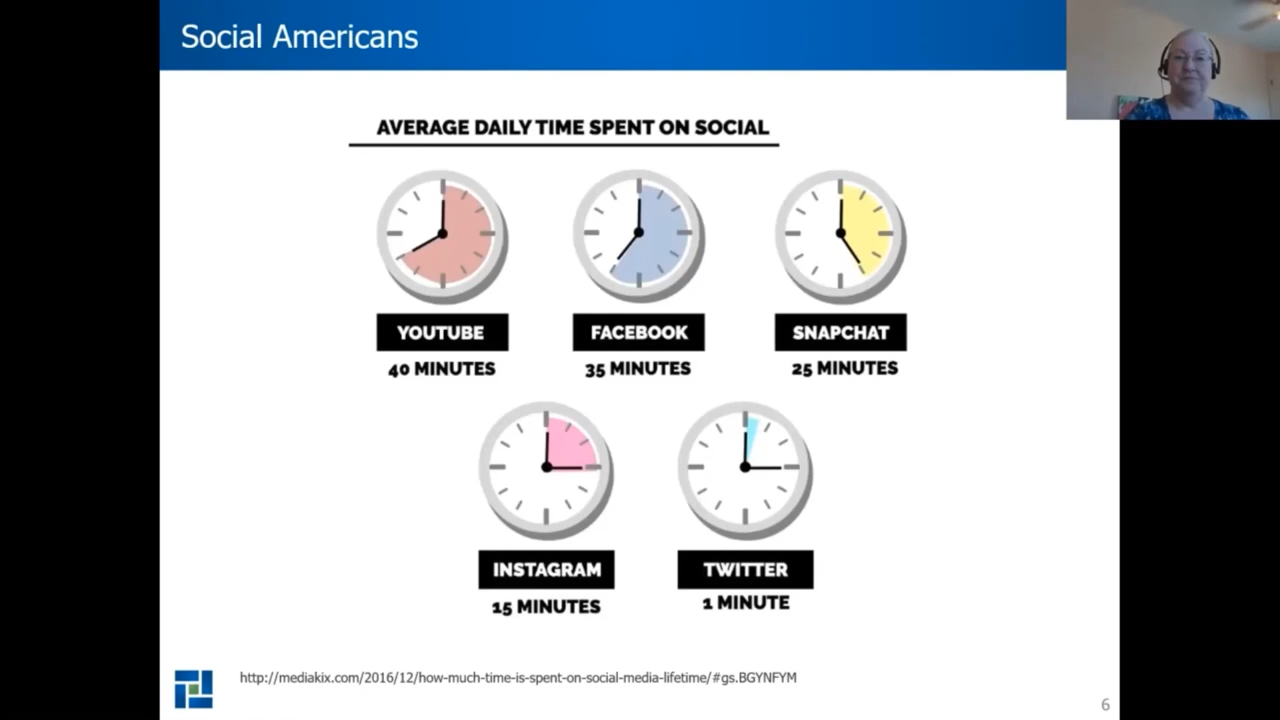 Social Americans
AVERAGE DAILY TIME SPENT ON SOCIAL
YOUTUBE
40 MINUTES
FACEBOOK
35 MINUTES
SNAPCHAT
25 MINUTES
INSTAGRAM
15 MINUTES
TWITTER
1 MINUTE
http://mediakix.com/2016/12/how-much-time-is-spent-on-social-media-lifetime/#gs.BGYNFYM
6